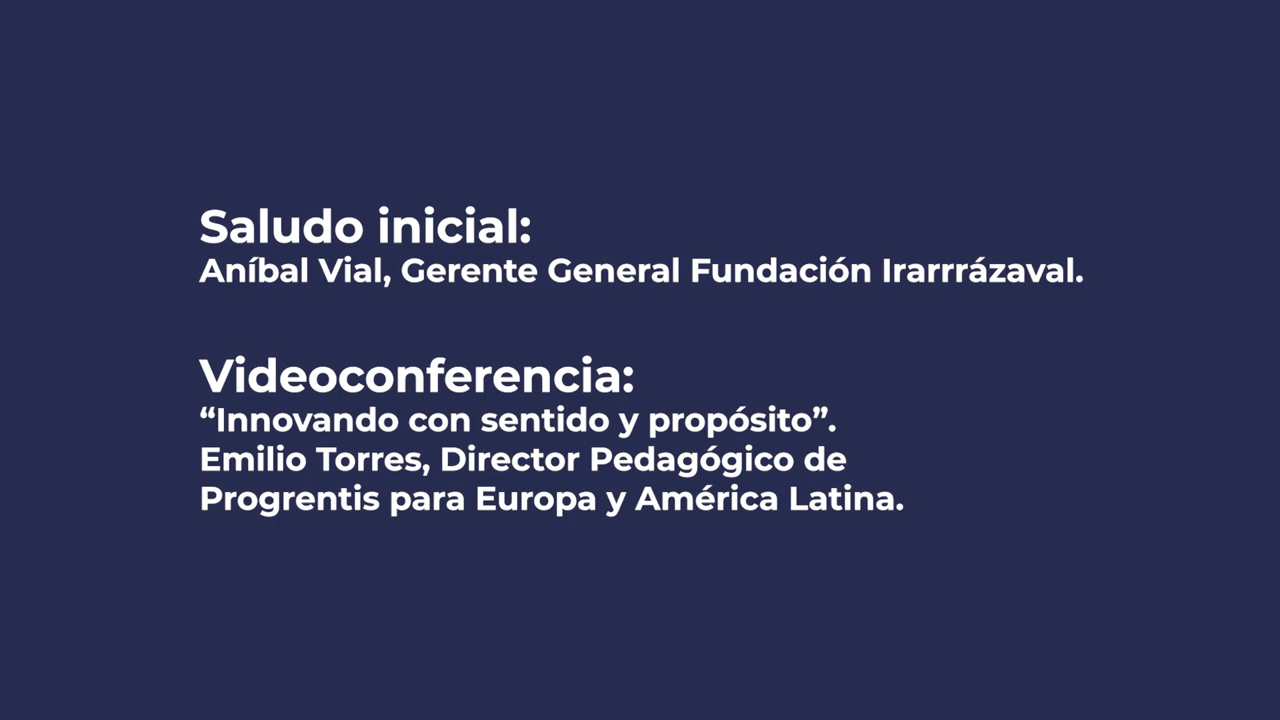 Saludo inicial:
Aníbal Vial, Gerente General Fundación Irarrrázaval.
Videoconferencia:
“Innovando con sentido y propósito”.
Emilio Torres, Director Pedagógico de
Progrentis para Europa y América Latina.